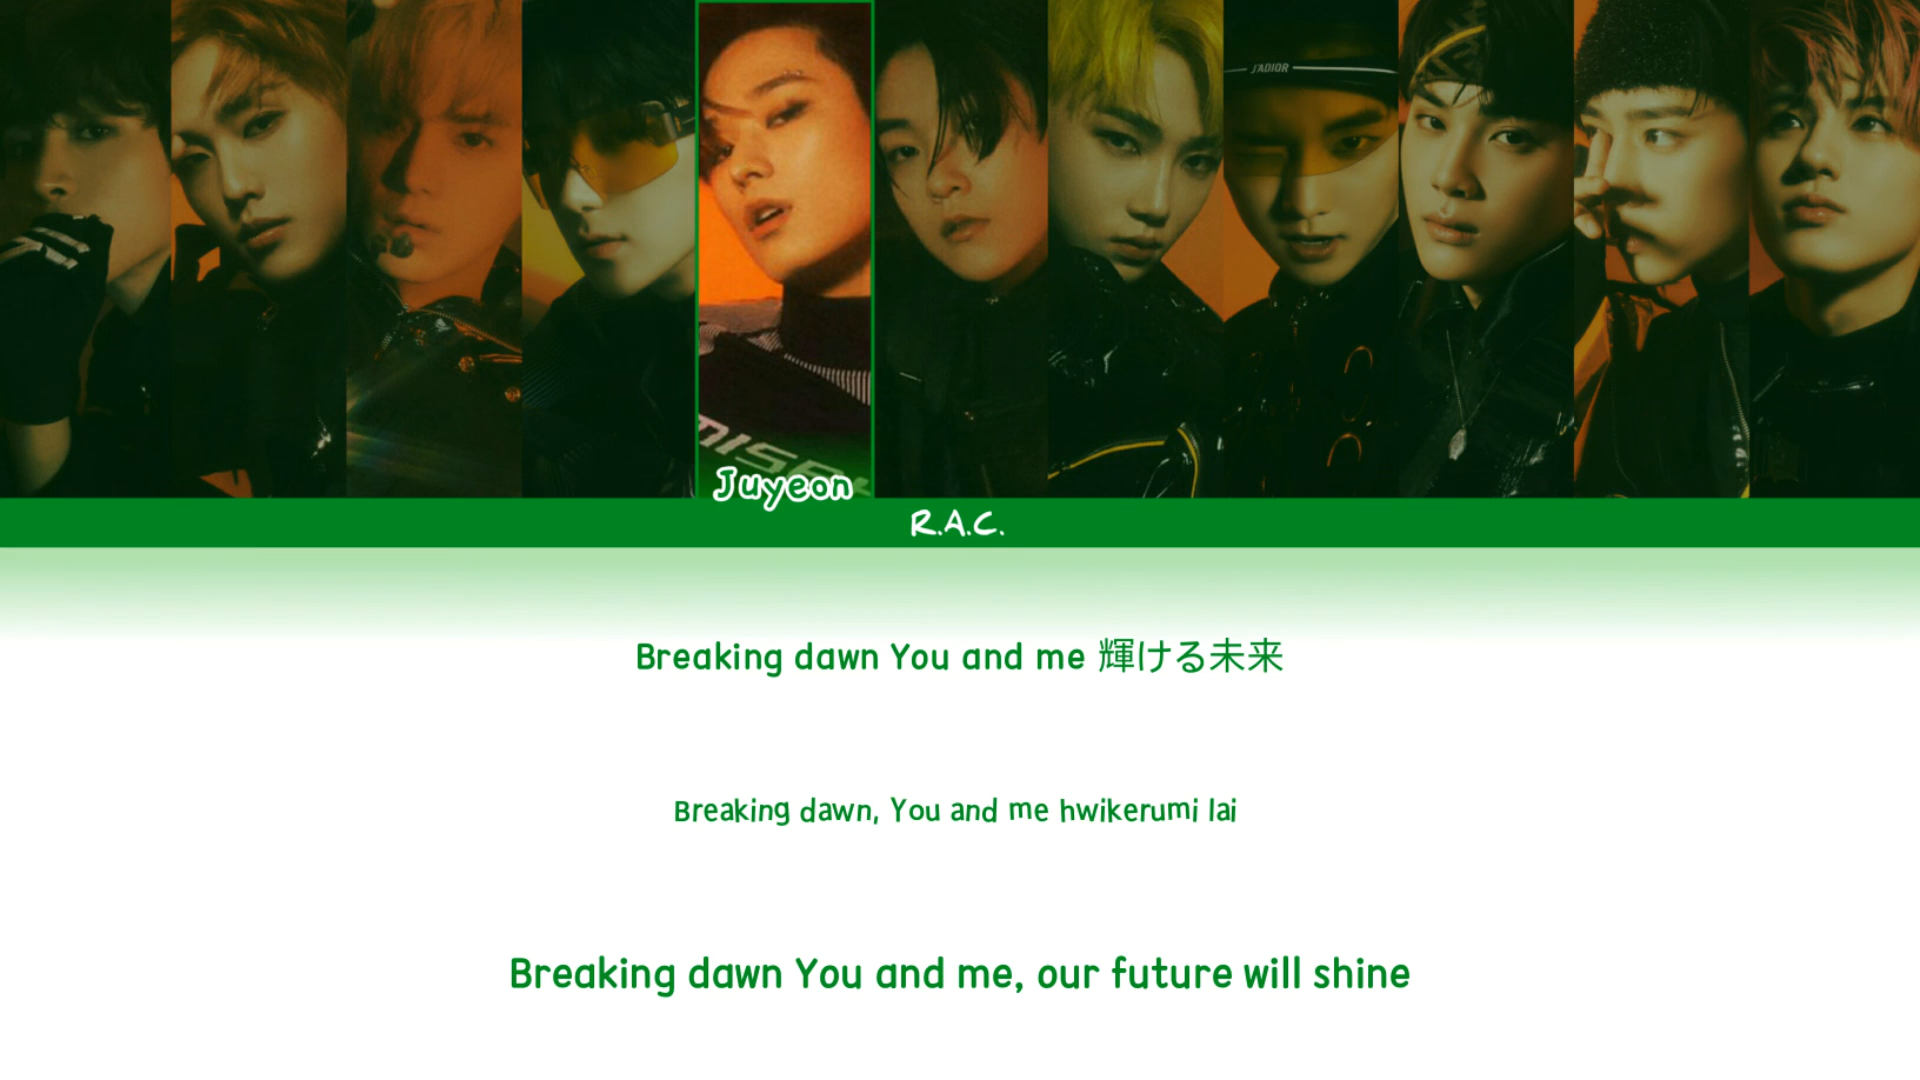 J'ADIOR
Juyeon
R.A.C.
Breaking dawn You and me 輝ける未来
Breaking dawn, You and me hwikerumi lai
Breaking dawn You and me, our future will shine